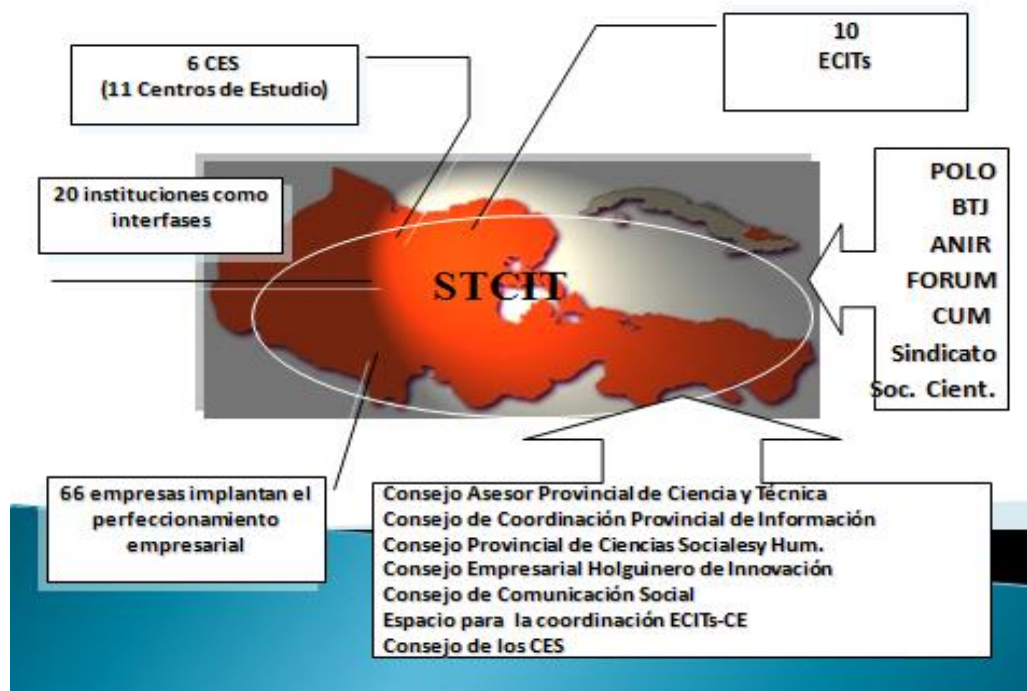 6 CES
(11 Centros de Estudio)
10
ECITs
20 instituciones como
interfases
STCIT
POLO
BTJ
ANIR
FORUM
CUM
Sindicato
Soc. Cient.
66 empresas implantan el
perfeccionamiento
empresarial
Consejo Asesor Provincial de Ciencia y Técnica
Consejo de Coordinación Provincial de Información
Consejo Provincial de Ciencias Socialesy Hum.
Consejo Empresarial Holguinero de Innovación
Consejo de Comunicación Social
Espacio para la coordinación ECITs-CE
Consejo de los CES